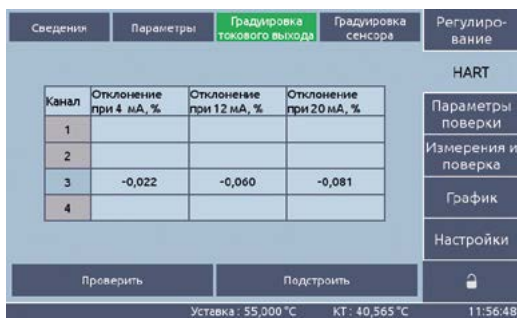 Сведения
Параметры
Градуировка
токового выхода
Градуировка
сенсора
Регулиро-
вание
HART
Параметры
поверки
Измерения и
поверка
График
Настройки
Канал
Отклонение
при 4 мА, %
Отклонение
при 12 мА, %
Отклонение
при 20 мА, %
1
2
3 -0,022 -0,060 -0,081
4
Проверить
Подстроить
Уставка : 55,000 °C КТ : 40,565 °C 11:56:48